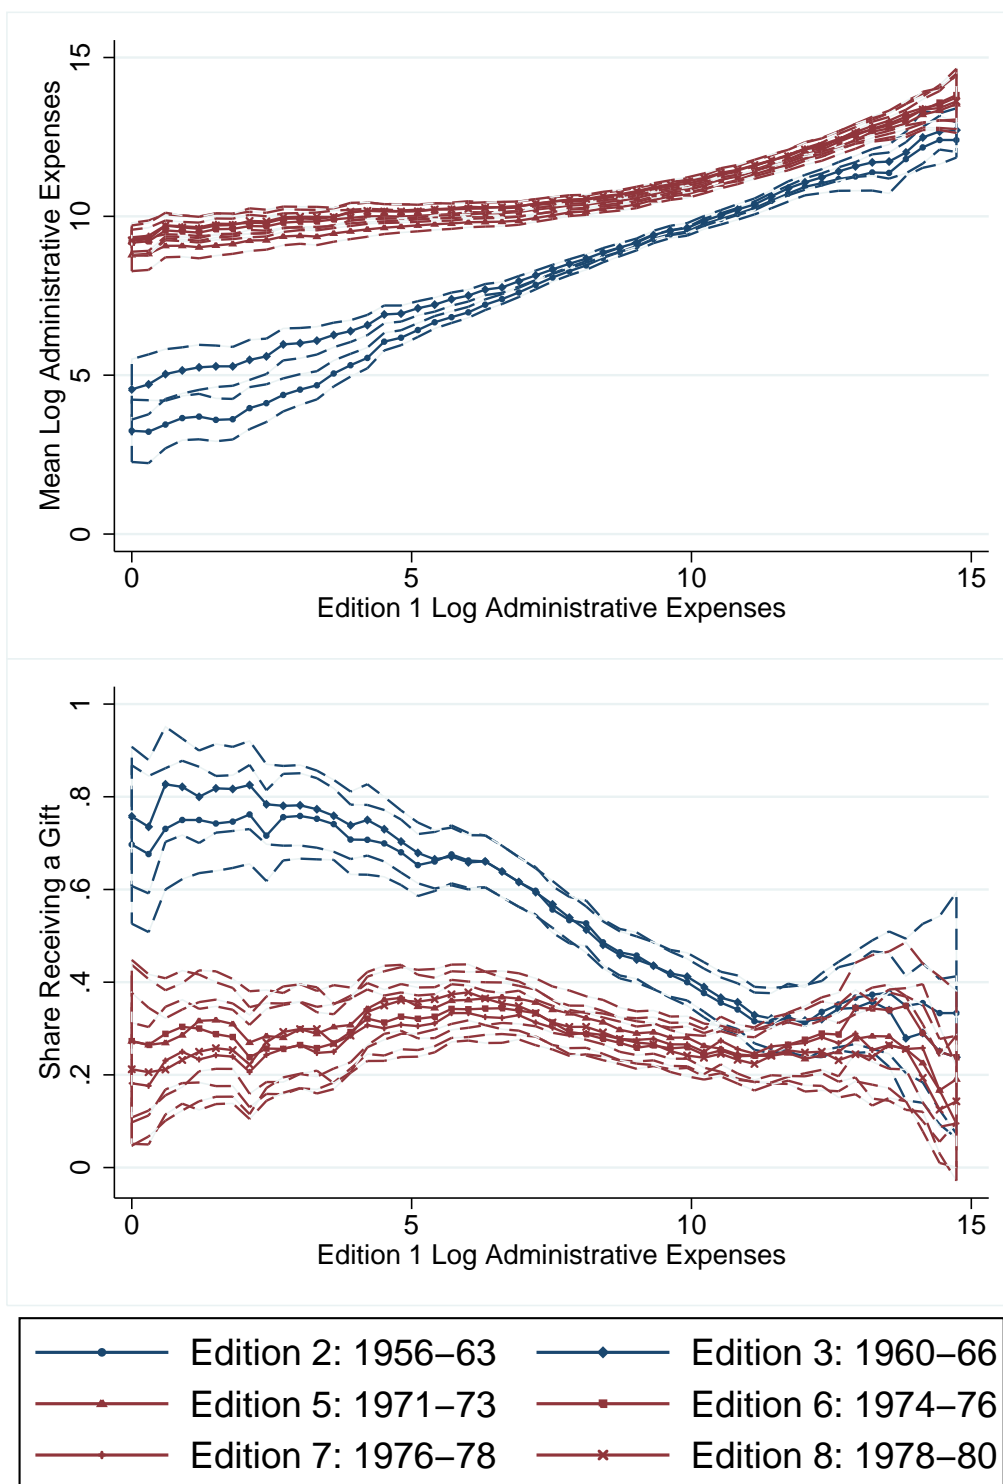 Mean Log Administrative Expenses
15
10
5
0
0 5 10 15
Edition 1 Log Administrative Expenses
Share Receiving a Gift
1
.8
.6
.4
.2
0
0 5 10 15
Edition 1 Log Administrative Expenses
Edition 2: 1956−63 Edition 3: 1960−66
Edition 5: 1971−73 Edition 6: 1974−76
Edition 7: 1976−78 Edition 8: 1978−80